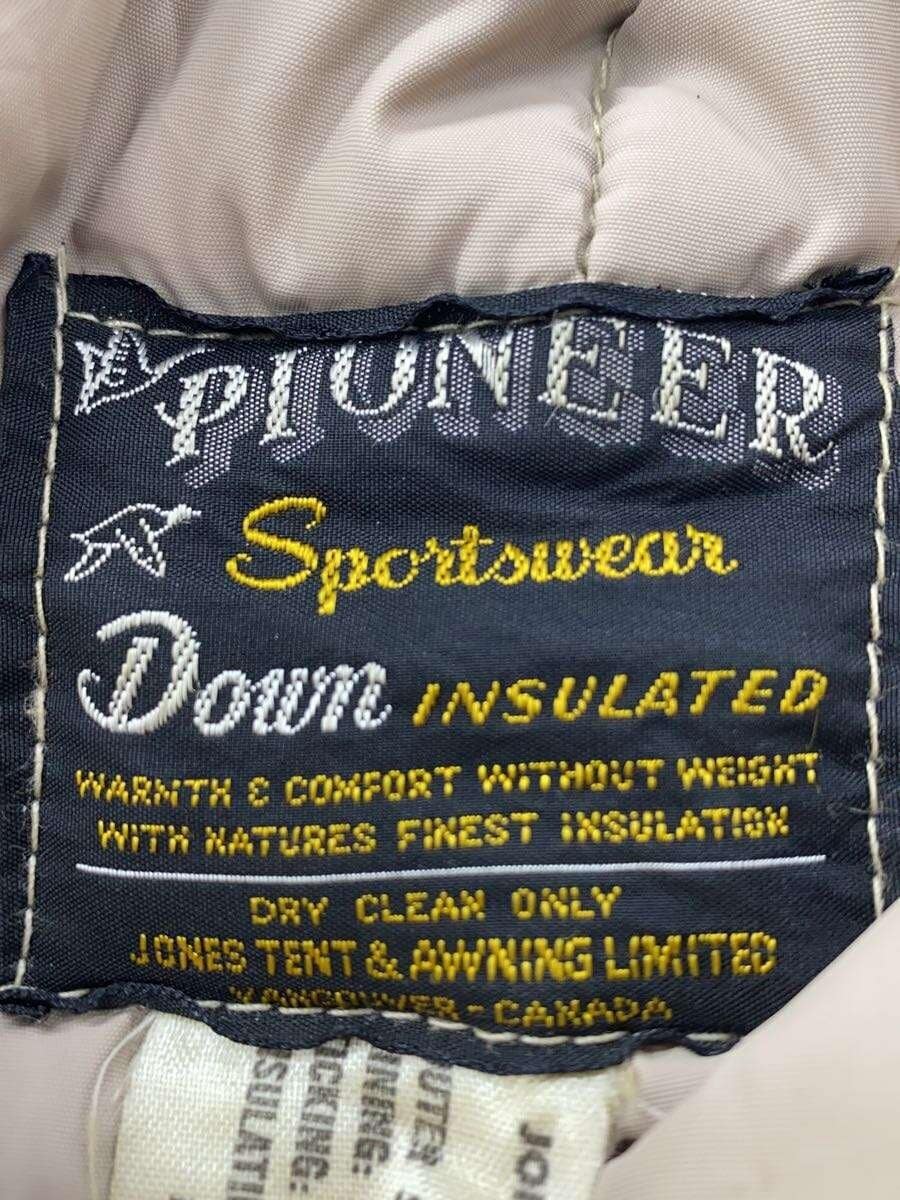 PIONEER
Sportswear
Down INSULATED
WARMTH & COMFORT WITHOUT WEIGHT
WITH NATURES FINEST INSULATION
DRY CLEAN ONLY
JONES TENT & AWNING LIMITED
VANCOUVER - CANADA